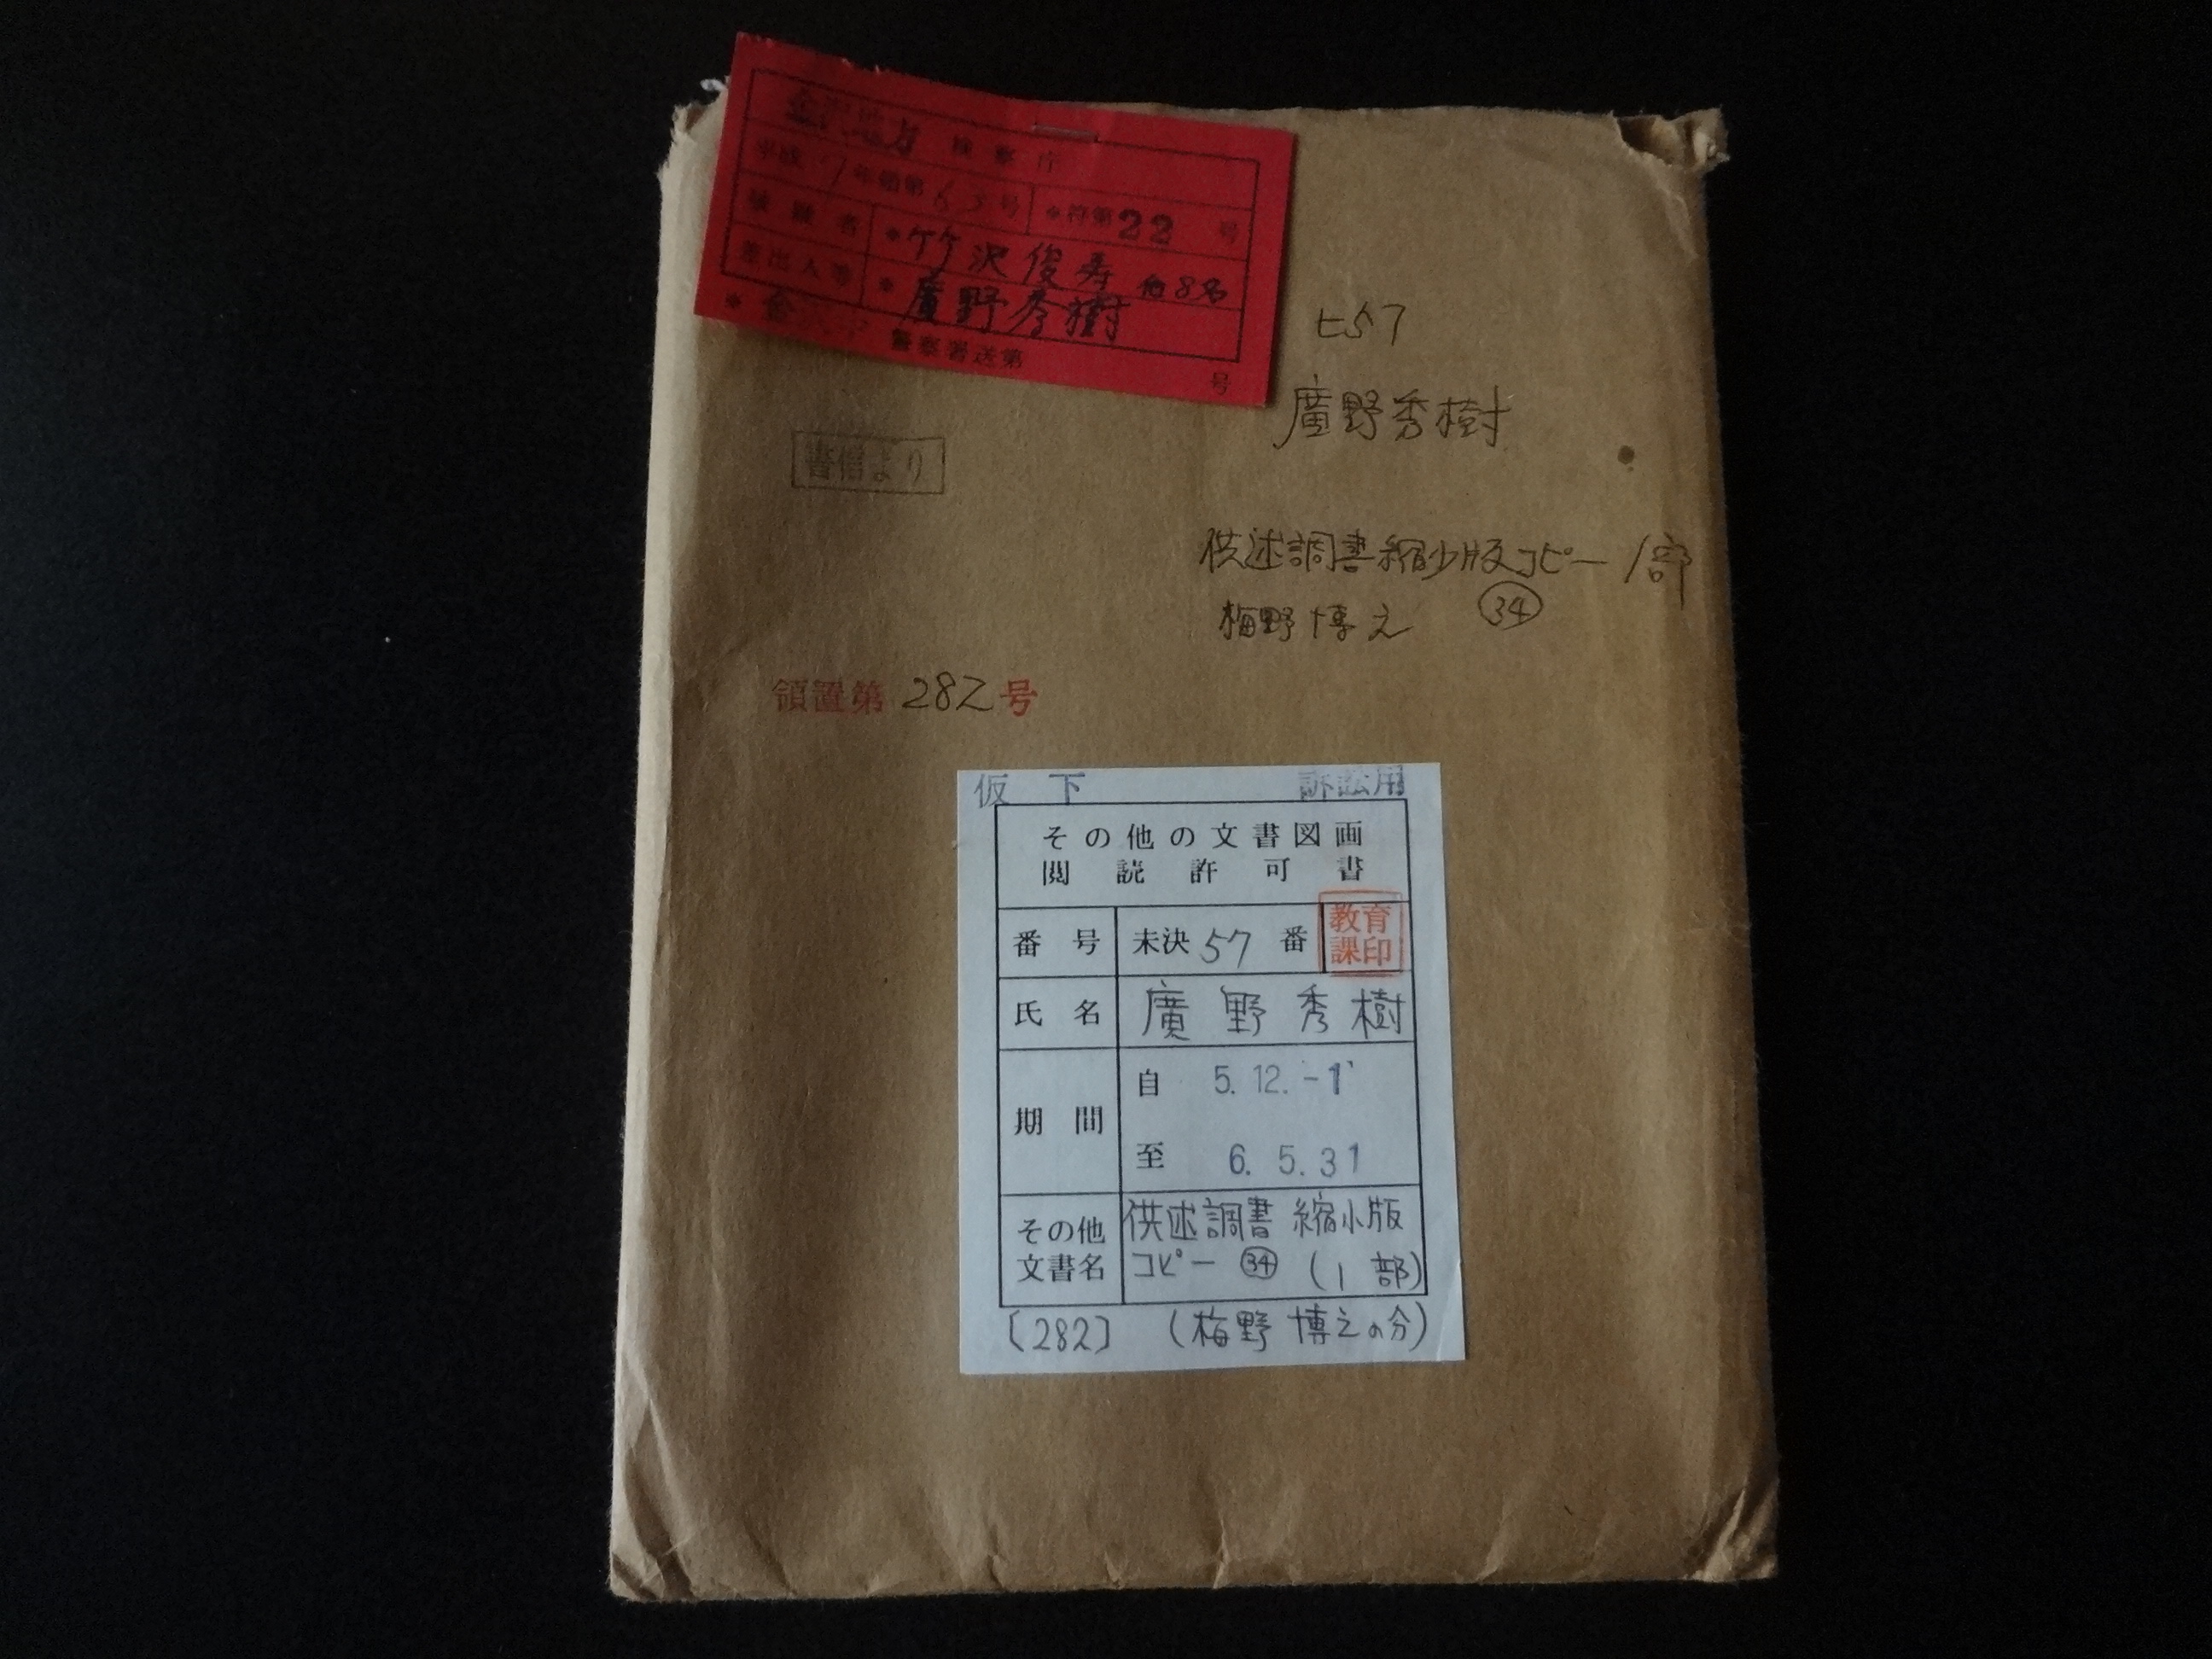 金沢地方 検察庁
平成 7年領第63号 *符第22 号
被疑者 *竹沢俊寿 他8名
差出人等 * 廣野秀樹
* 警察署送第 号
ヒ57
廣野秀樹
書信より
供述調書縮少版コピー 1部
梅野博之 ㉞
領置第 282 号
仮 下 訴訟用
その他の文書図画
閲読許可書
番号 未決 57 番 教育課印
氏名 廣野秀樹
期間 自 5.12.-1
至 6.5.31
その他文書名 供述調書 縮小版
コピー ㉞ (1部)
〔282〕 (梅野博之の分)